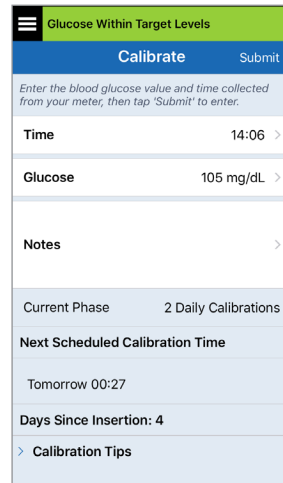 Glucose Within Target Levels
Calibrate Submit
Enter the blood glucose value and time collected
from your meter, then tap 'Submit' to enter.
Time 14:06
Glucose 105 mg/dL
Notes
Current Phase 2 Daily Calibrations
Next Scheduled Calibration Time
Tomorrow 00:27
Days Since Insertion: 4
Calibration Tips